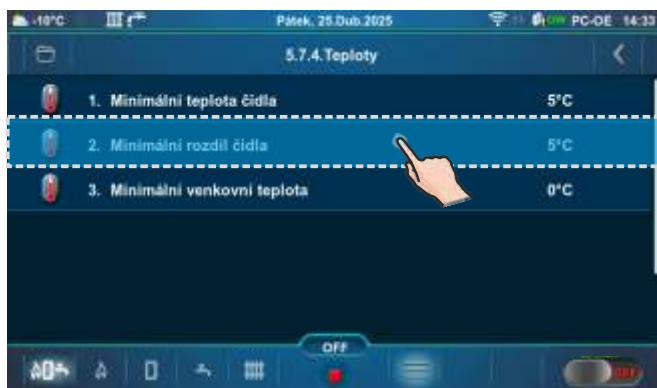 -10°C Pátek, 25.Dub.2025 PC-OE 14:33
5.7.4.Teploty
1. Minimální teplota čidla 5°C
2. Minimální rozdíl čidla 5°C
3. Minimální venkovní teplota 0°C
OFF
OFF